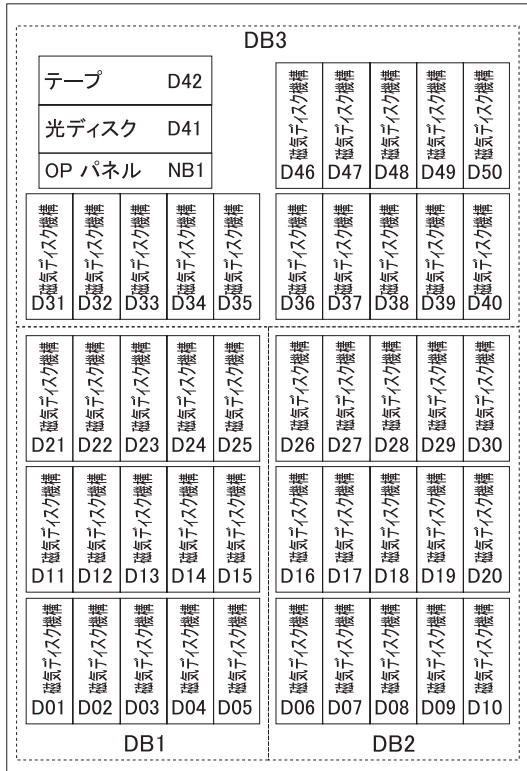 DB3
テープ D42
光ディスク D41
OP パネル NB1
磁気ディスク機構 磁気ディスク機構 磁気ディスク機構 磁気ディスク機構 磁気ディスク機構
D46 D47 D48 D49 D50
磁気ディスク機構 磁気ディスク機構 磁気ディスク機構 磁気ディスク機構 磁気ディスク機構
D31 D32 D33 D34 D35
磁気ディスク機構 磁気ディスク機構 磁気ディスク機構 磁気ディスク機構 磁気ディスク機構
D36 D37 D38 D39 D40
磁気ディスク機構 磁気ディスク機構 磁気ディスク機構 磁気ディスク機構 磁気ディスク機構
D21 D22 D23 D24 D25
磁気ディスク機構 磁気ディスク機構 磁気ディスク機構 磁気ディスク機構 磁気ディスク機構
D26 D27 D28 D29 D30
磁気ディスク機構 磁気ディスク機構 磁気ディスク機構 磁気ディスク機構 磁気ディスク機構
D11 D12 D13 D14 D15
磁気ディスク機構 磁気ディスク機構 磁気ディスク機構 磁気ディスク機構 磁気ディスク機構
D16 D17 D18 D19 D20
磁気ディスク機構 磁気ディスク機構 磁気ディスク機構 磁気ディスク機構 磁気ディスク機構
D01 D02 D03 D04 D05
磁気ディスク機構 磁気ディスク機構 磁気ディスク機構 磁気ディスク機構 磁気ディスク機構
D06 D07 D08 D09 D10
DB1
DB2